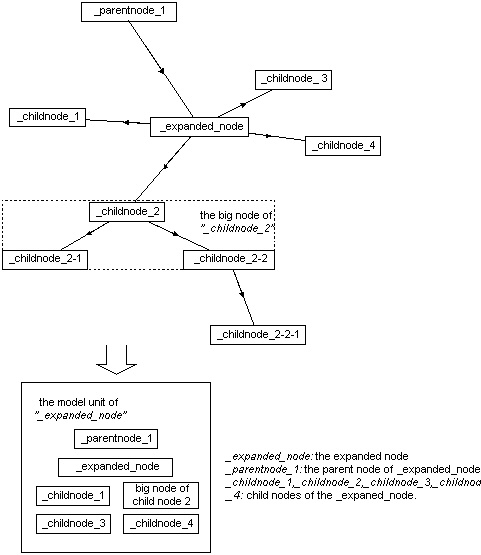 _parentnode_1
_childnode_ 3
_childnode_1
_expanded_node
_childnode_4
_childnode_2
the big node of
"_childnode_2"
_childnode_2-1
_childnode_2-2
_childnode_2-2-1
the model unit of
"_expanded_node"
_parentnode_1
_expanded_node
_childnode_1
big node of
child node 2
_childnode_3
_childnode_4
_expanded_node: the expanded node
_parentnode_1: the parent node of _expanded_node
_childnode_1,_childnode_2,_childnode_3,_childnod
_4: child nodes of the _expaned_node.